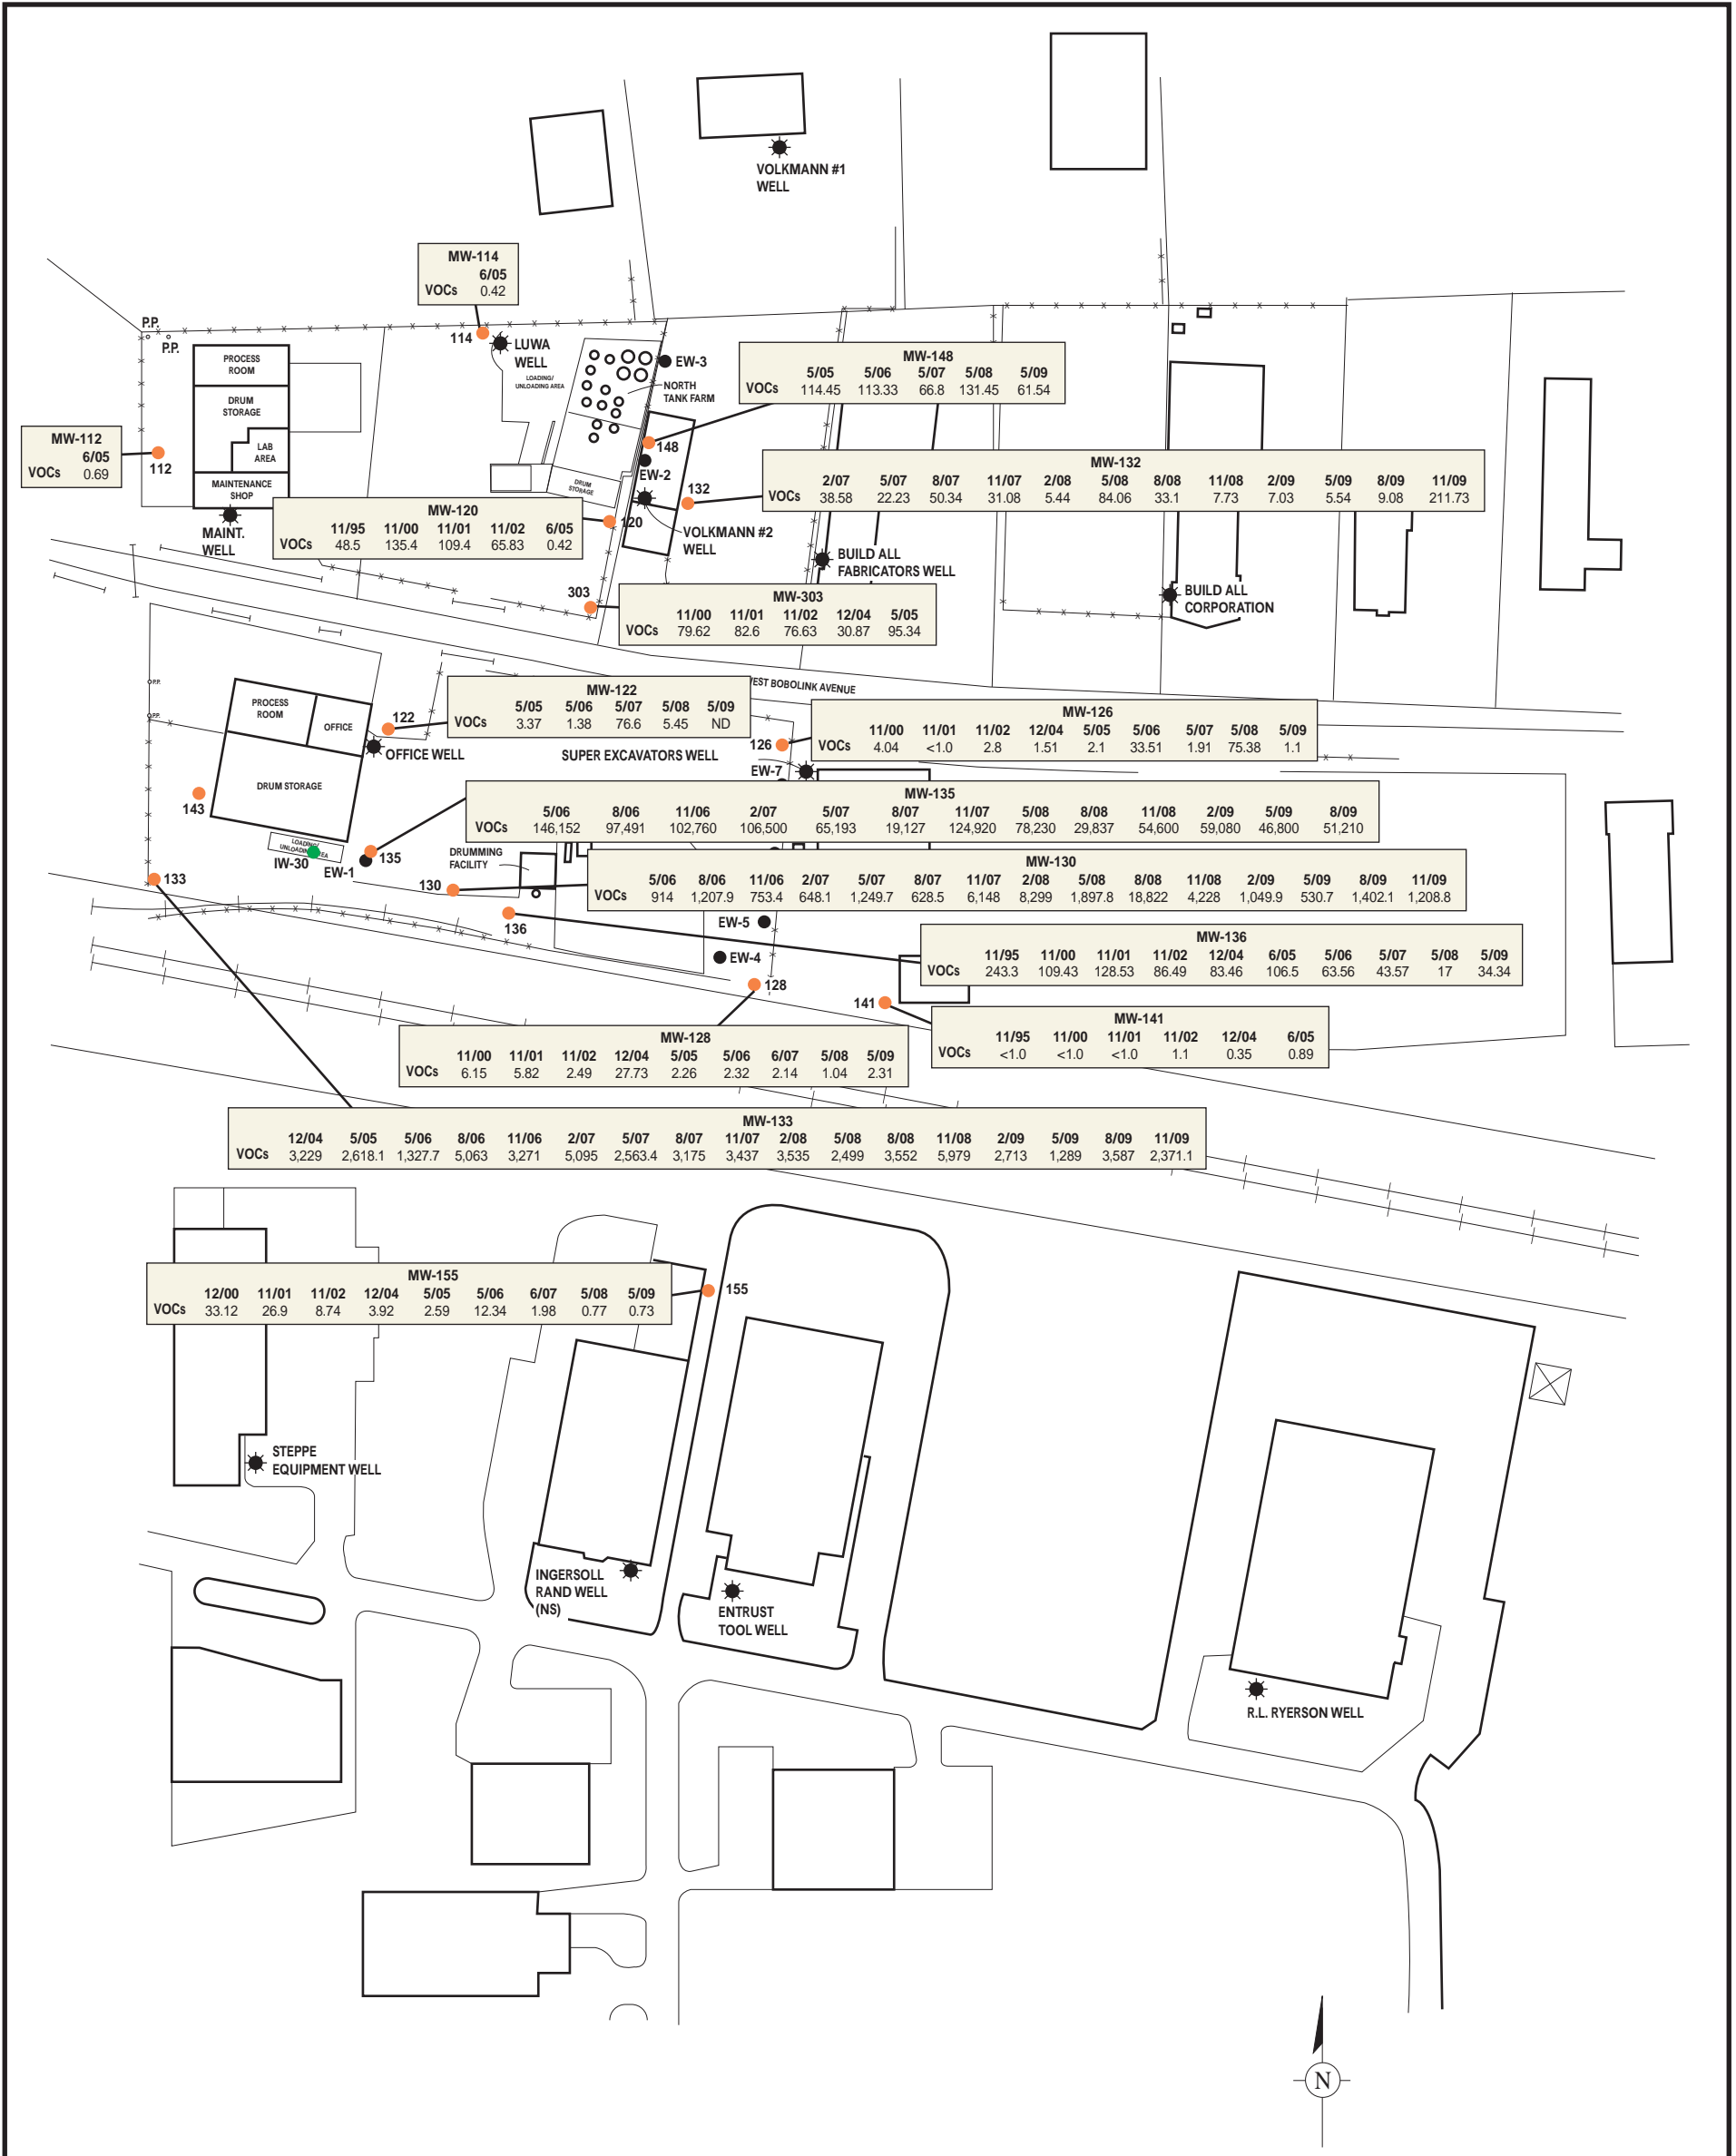 VOLKMANN #1
WELL
MW-114
6/05
VOCs 0.42
P.P.
P.P.
114
LUWA
WELL
LOADING/
UNLOADING AREA
EW-3
NORTH
TANK FARM
PROCESS
ROOM
DRUM
STORAGE
LAB
AREA
MAINTENANCE
SHOP
MW-148
5/05 5/06 5/07 5/08 5/09
VOCs 114.45 113.33 66.8 131.45 61.54
MW-112
6/05
VOCs 0.69
112
148
EW-2
DRUM
STORAGE
132
MW-132
2/07 5/07 8/07 11/07 2/08 5/08 8/08 11/08 2/09 5/09 8/09 11/09
VOCs 38.58 22.23 50.34 31.08 5.44 84.06 33.1 7.73 7.03 5.54 9.08 211.73
MW-120
11/95 11/00 11/01 11/02 6/05
VOCs 48.5 135.4 109.4 65.83 0.42
120
MAINT.
WELL
VOLKMANN #2
WELL
BUILD ALL
FABRICATORS WELL
BUILD ALL
CORPORATION
303
MW-303
11/00 11/01 11/02 12/04 5/05
VOCs 79.62 82.6 76.63 30.87 95.34
P.P.
P.P.
PROCESS
ROOM
OFFICE
DRUM STORAGE
122
OFFICE WELL
MW-122
5/05 5/06 5/07 5/08 5/09
VOCs 3.37 1.38 76.6 5.45 ND
EST BOBOLINK AVENUE
SUPER EXCAVATORS WELL
126
EW-7
MW-126
11/00 11/01 11/02 12/04 5/05 5/06 5/07 5/08 5/09
VOCs 4.04 <1.0 2.8 1.51 2.1 33.51 1.91 75.38 1.1
143
MW-135
5/06 8/06 11/06 2/07 5/07 8/07 11/07 5/08 8/08 11/08 2/09 5/09 8/09
VOCs 146,152 97,491 102,760 106,500 65,193 19,127 124,920 78,230 29,837 54,600 59,080 46,800 51,210
LOADING/
UNLOADING AREA
IW-30
EW-1
135
133
DRUMMING
FACILITY
130
MW-130
5/06 8/06 11/06 2/07 5/07 8/07 11/07 2/08 5/08 8/08 11/08 2/09 5/09 8/09 11/09
VOCs 914 1,207.9 753.4 648.1 1,249.7 628.5 6,148 8,299 1,897.8 18,822 4,228 1,049.9 530.7 1,402.1 1,208.8
136
EW-5
EW-4
128
141
MW-136
11/95 11/00 11/01 11/02 12/04 6/05 5/06 5/07 5/08 5/09
VOCs 243.3 109.43 128.53 86.49 83.46 106.5 63.56 43.57 17 34.34
MW-141
11/95 11/00 11/01 11/02 12/04 6/05
VOCs <1.0 <1.0 <1.0 1.1 0.35 0.89
MW-128
11/00 11/01 11/02 12/04 5/05 5/06 6/07 5/08 5/09
VOCs 6.15 5.82 2.49 27.73 2.26 2.32 2.14 1.04 2.31
MW-133
12/04 5/05 5/06 8/06 11/06 2/07 5/07 8/07 11/07 2/08 5/08 8/08 11/08 2/09 5/09 8/09 11/09
VOCs 3,229 2,618.1 1,327.7 5,063 3,271 5,095 2,563.4 3,175 3,437 3,535 2,499 3,552 5,979 2,713 1,289 3,587 2,371.1
MW-155
12/00 11/01 11/02 12/04 5/05 5/06 6/07 5/08 5/09
VOCs 33.12 26.9 8.74 3.92 2.59 12.34 1.98 0.77 0.73
155
STEPPE
EQUIPMENT WELL
INGERSOLL
RAND WELL
(NS)
ENTRUST
TOOL WELL
R.L. RYERSON WELL
N